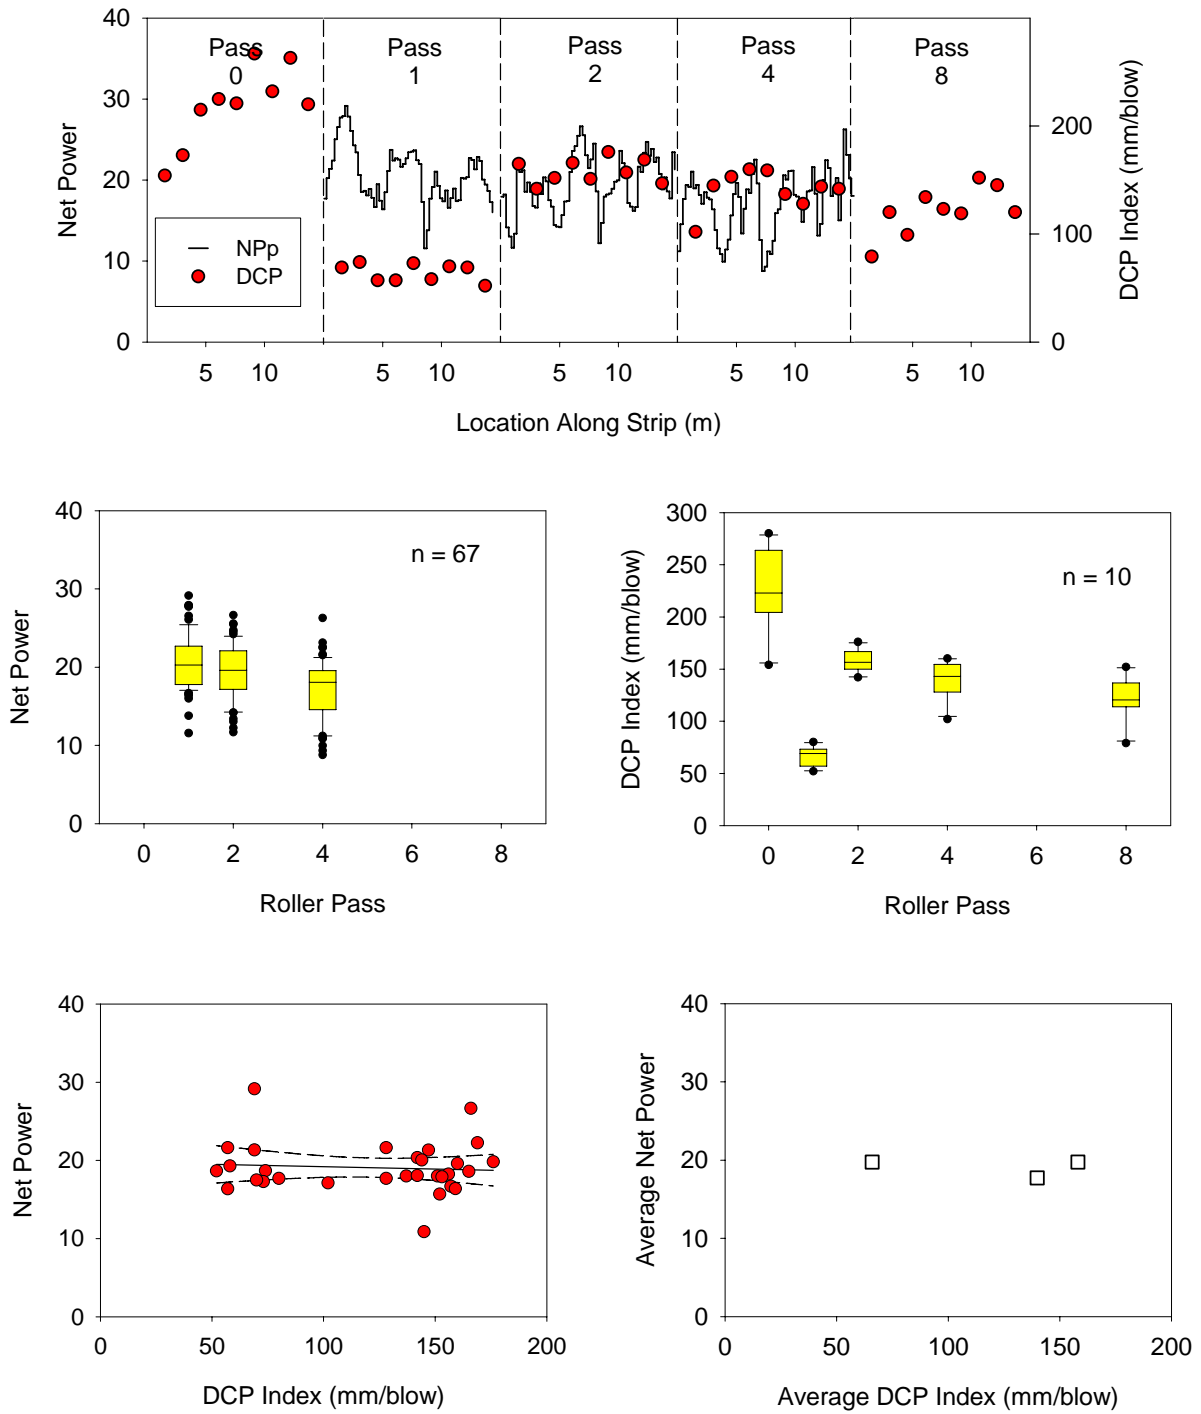 40
30
20
10
0
Net Power
Pass
0
Pass
1
Pass
2
Pass
4
Pass
8
NPp
DCP
200
100
0
DCP Index (mm/blow)
5 10 5 10 5 10 5 10 5 10
Location Along Strip (m)
40
30
20
10
0
Net Power
n = 67
0 2 4 6 8
Roller Pass
300
250
200
150
100
50
0
DCP Index (mm/blow)
n = 10
0 2 4 6 8
Roller Pass
40
30
20
10
0
Net Power
0 50 100 150 200
DCP Index (mm/blow)
40
30
20
10
0
Average Net Power
0 50 100 150 200
Average DCP Index (mm/blow)